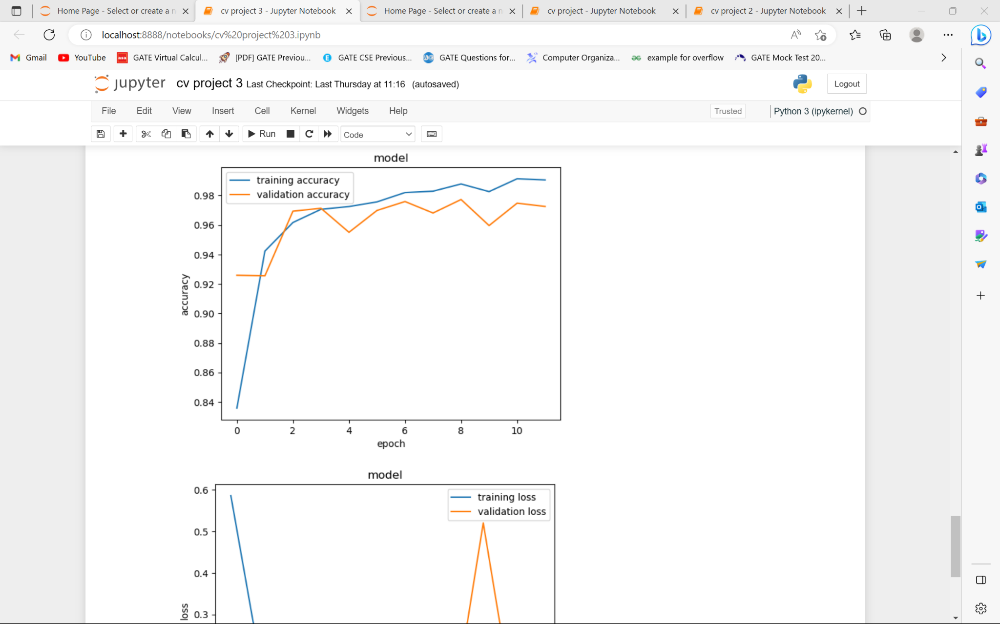 Home Page - Select or create a n
cv project 3 - Jupyter Notebook
Home Page - Select or create a n
cv project - Jupyter Notebook
cv project 2 - Jupyter Notebook
localhost:8888/notebooks/cv%20project%203.ipynb
Gmail
YouTube
GATE Virtual Calcul...
[PDF] GATE Previou...
GATE CSE Previous...
GATE Questions for...
Computer Organiza...
example for overflow
GATE Mock Test 20...
jupyter cv project 3 Last Checkpoint: Last Thursday at 11:16 (autosaved)
Logout
File Edit View Insert Cell Kernel Widgets Help
Trusted
Python 3 (ipykernel)
Run
Code
model
training accuracy
validation accuracy
0.98
0.96
0.94
0.92
0.90
0.88
0.86
0.84
accuracy
0 2 4 6 8 10
epoch
model
training loss
validation loss
0.6
0.5
0.4
0.3
loss